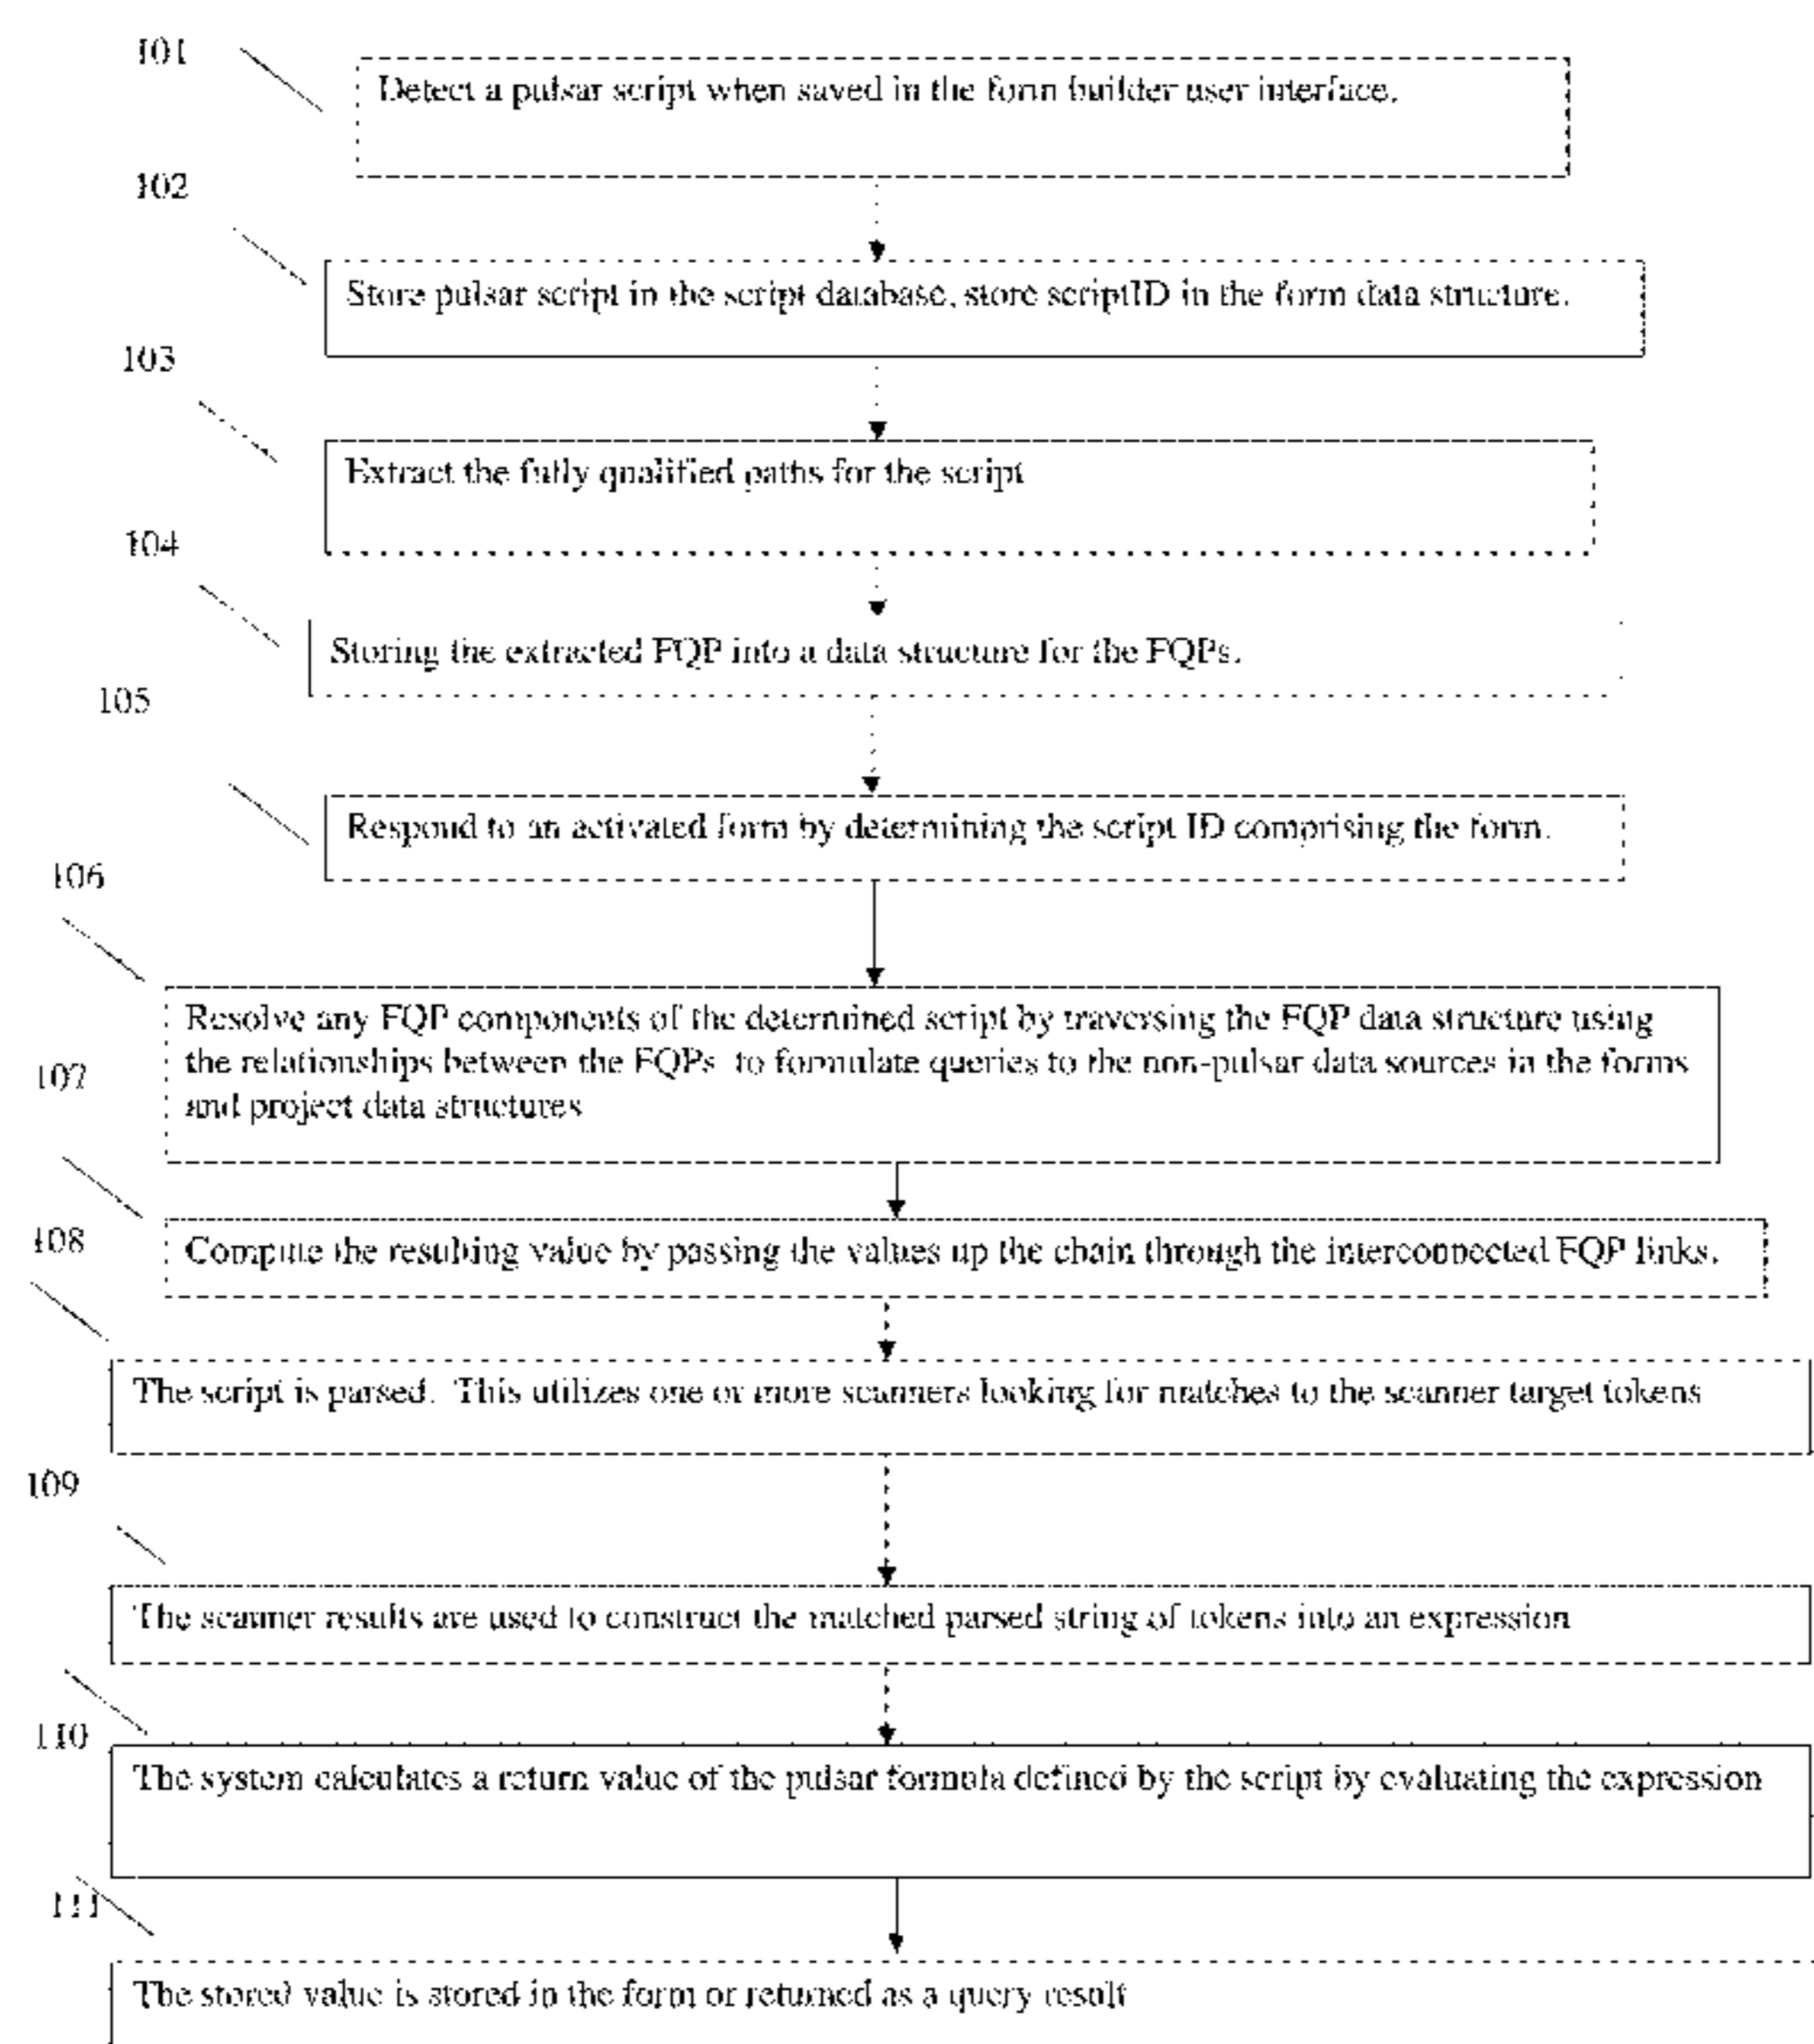 101
Detect a pulsar script when saved in the form builder user interface.
102
Store pulsar script in the script database, store scriptID in the form data structure.
103
Extract the fully qualified paths for the script
104
Storing the extracted FQP into a data structure for the FQPs.
105
Respond to an activated form by determining the script ID comprising the form.
106
Resolve any FQP components of the determined script by traversing the FQP data structure using
the relationships between the FQPs to formulate queries to the non-pulsar data sources in the forms
and project data structures
107
Compute the resulting value by passing the values up the chain through the interconnected FQP links.
108
The script is parsed. This utilizes one or more scanners looking for matches to the scanner target tokens
109
The scanner results are used to construct the matched parsed string of tokens into an expression
110
The system calculates a return value of the pulsar formula defined by the script by evaluating the expression
111
The stored value is stored in the form or returned as a query result